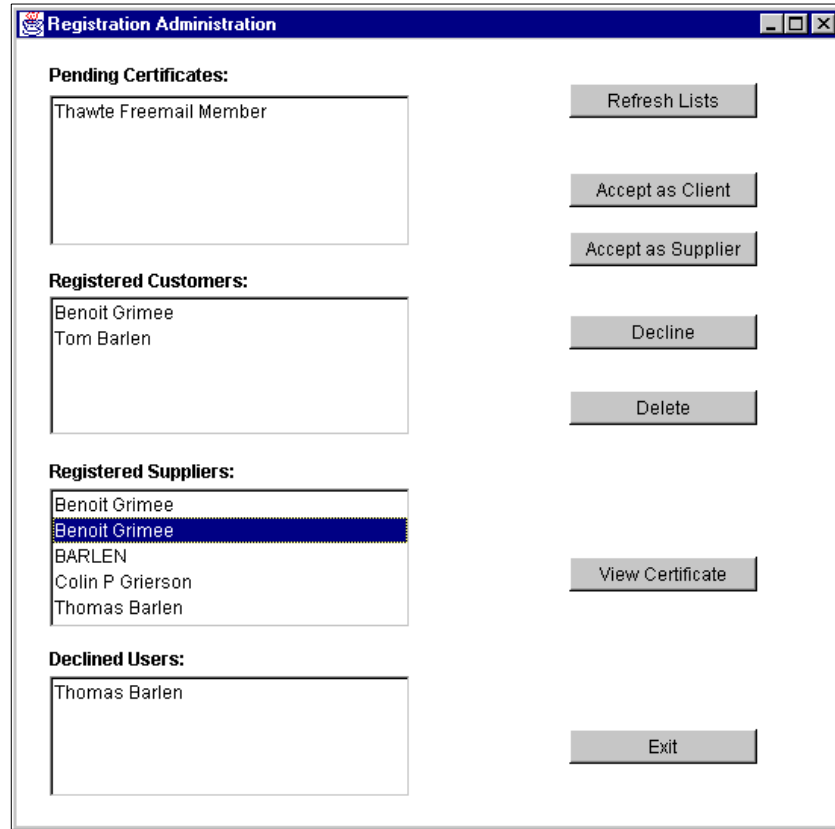 Registration Administration
Pending Certificates:
Thawte Freemail Member
Refresh Lists
Accept as Client
Accept as Supplier
Registered Customers:
Benoit Grimee
Tom Barlen
Decline
Delete
Registered Suppliers:
Benoit Grimee
Benoit Grimee
BARLEN
Colin P Grierson
Thomas Barlen
View Certificate
Declined Users:
Thomas Barlen
Exit